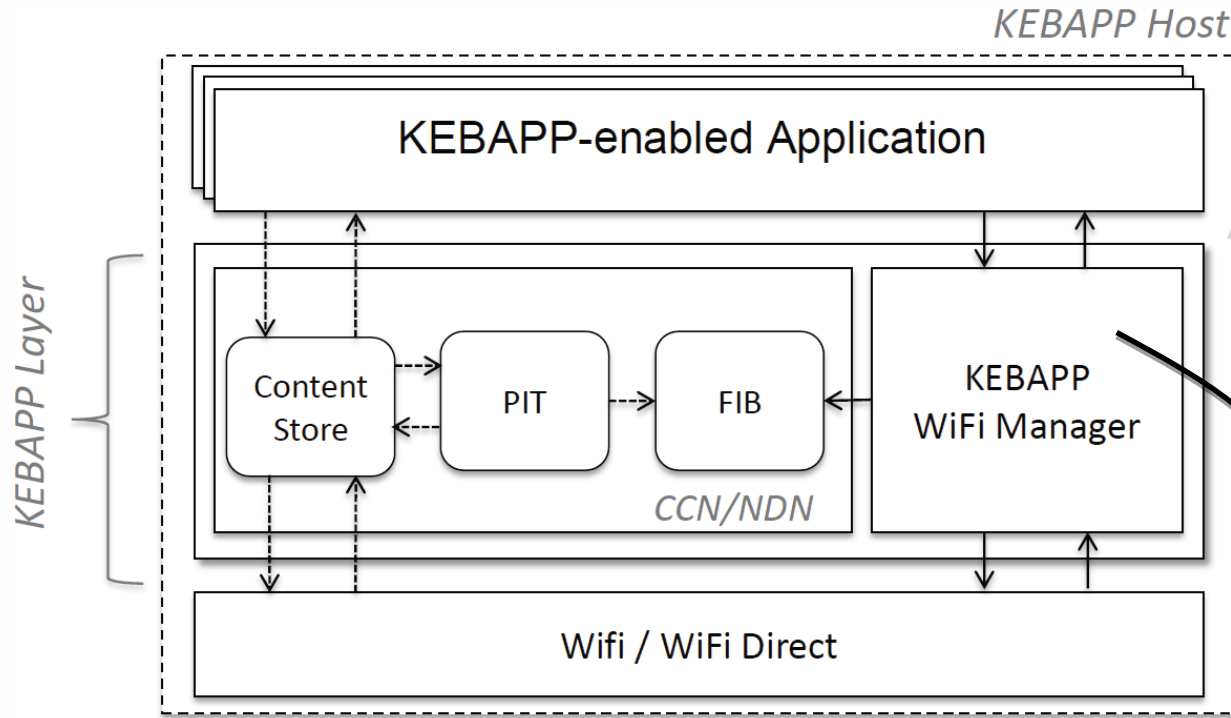 KEBAPP Host
KEBAPP-enabled Application
KEBAPP Layer
Content
Store
PIT
FIB
KEBAPP
WiFi Manager
CCN/NDN
Wifi / WiFi Direct